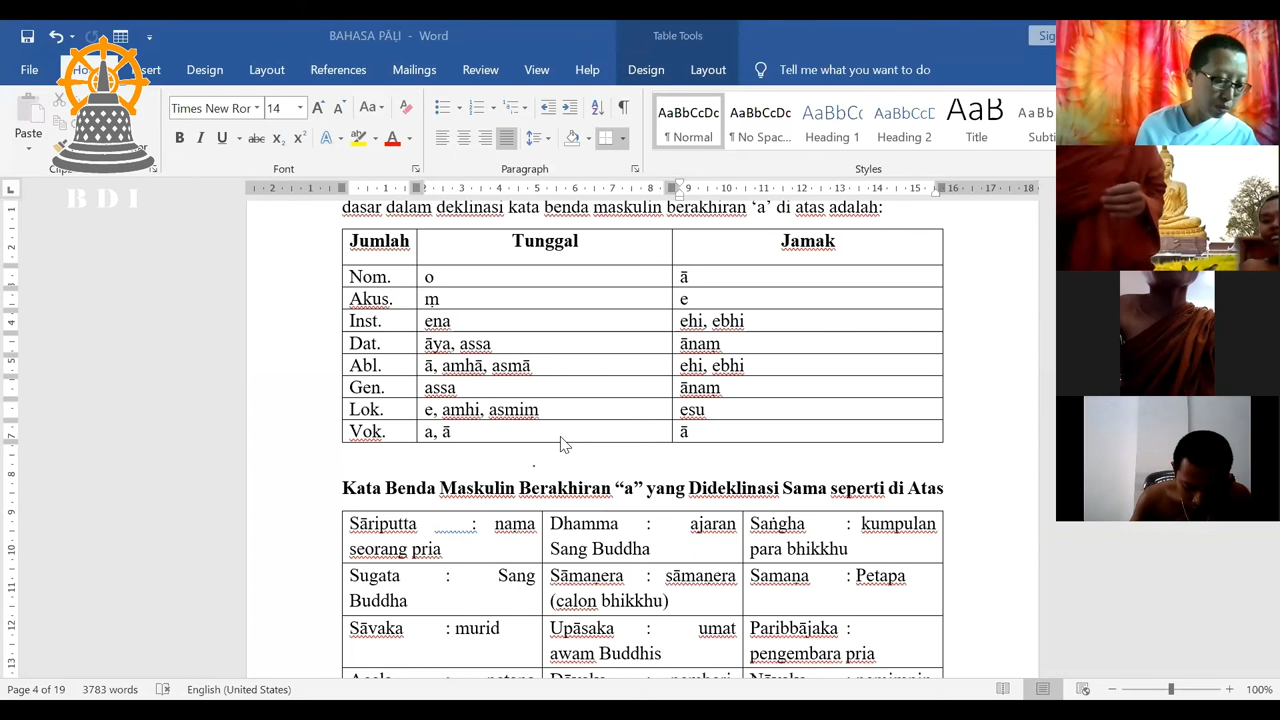 BAHASA PĀḶI - Word
Table Tools
File
Design
Layout
References
Mailings
Review
View
Help
Design
Layout
Tell me what you want to do
BDI
Paste
Times New Ror
14
Aa
AaBbCcDc
AaBbCcDc
AaBbCc
AaBbCcC
AaB
AaBbCcC
¶ Normal
¶ No Spac...
Heading 1
Heading 2
Title
Font
Paragraph
Styles
dasar dalam deklinasi kata benda maskulin berakhiran ‘a’ di atas adalah:
Jumlah Tunggal Jamak
Nom. o ā
Akus. ṃ e
Inst. ena ehi, ebhi
Dat. āya, assa ānaṃ
Abl. ā, amhā, asmā ehi, ebhi
Gen. assa ānaṃ
Lok. e, amhi, asmiṃ esu
Vok. a, ā ā
Kata Benda Maskulin Berakhiran “a” yang Dideklinasi Sama seperti di Atas
Sāriputta : nama Dhamma : ajaran Saṅgha : kumpulan
seorang pria Sang Buddha para bhikkhu
Sugata : Sang Sāmaṇera : sāmanera Samaṇa : Petapa
Buddha (calon bhikkhu)
Sāvaka : murid Upāsaka : umat Paribbājaka :
awam Buddhis pengembara pria
Page 4 of 19 3783 words English (United States) 100%